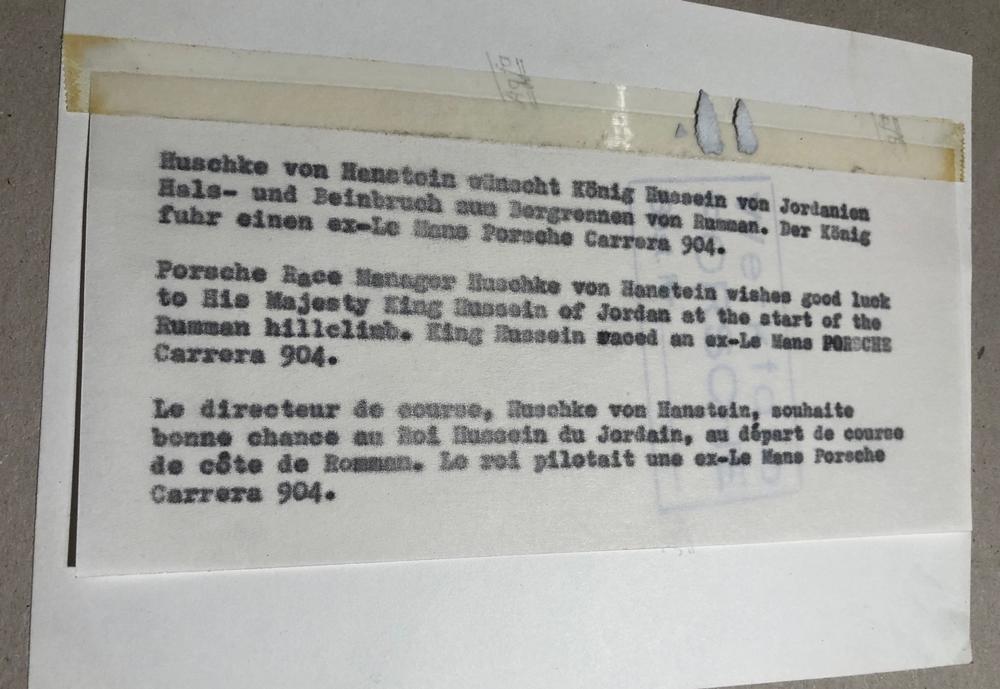 Huschke von Hanstein wünscht König Hussein von Jordanien
Hals- und Beinbruch zum Bergrennen von Rumman. Der König
fuhr einen ex-Le Mans Porsche Carrera 904.
Porsche Race Manager Huschke von Hanstein wishes good luck
to His Majesty King Hussein of Jordan at the start of the
Rumman hillclimb. King Hussein raced an ex-Le Mans PORSCHE
Carrera 904.
Le directeur de course, Huschke von Hanstein, souhaite
bonne chance au Roi Hussein du Jordain, au départ de course
de côte de Romman. Le roi pilotait une ex-Le Mans Porsche
Carrera 904.